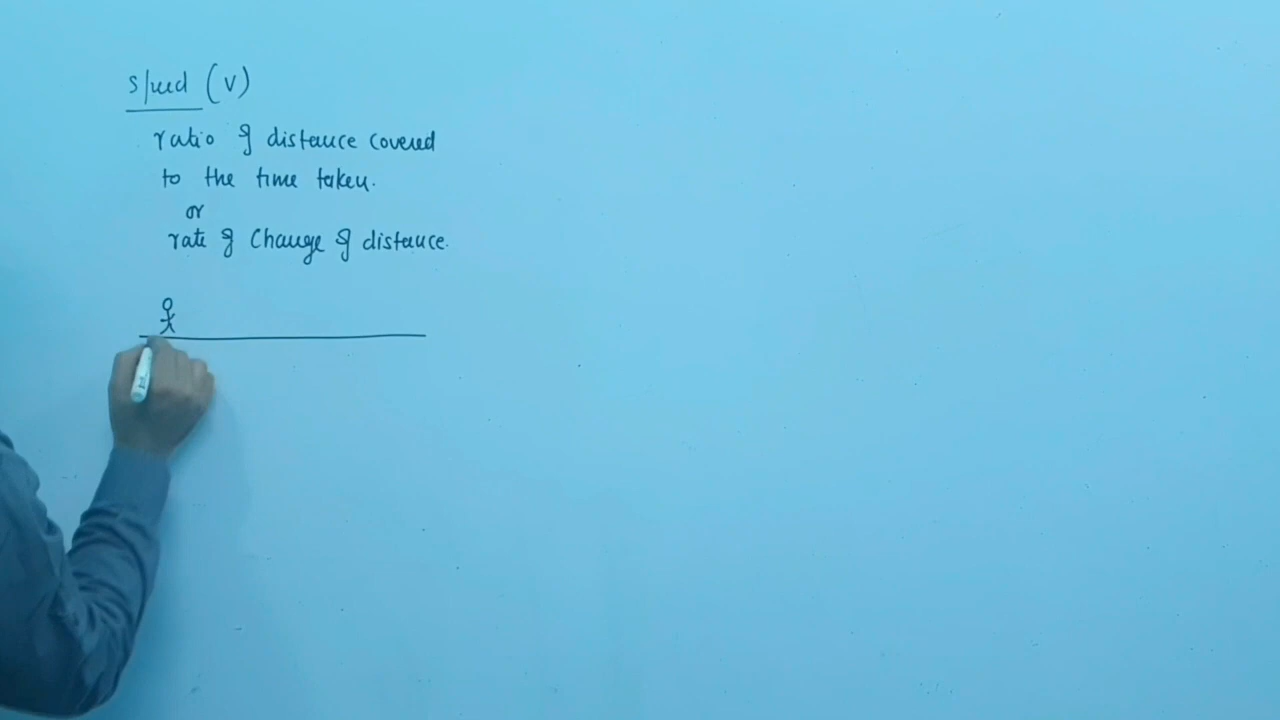 speed (v)
ratio of distance covered
to the time taken.
or
rate of change of distance.